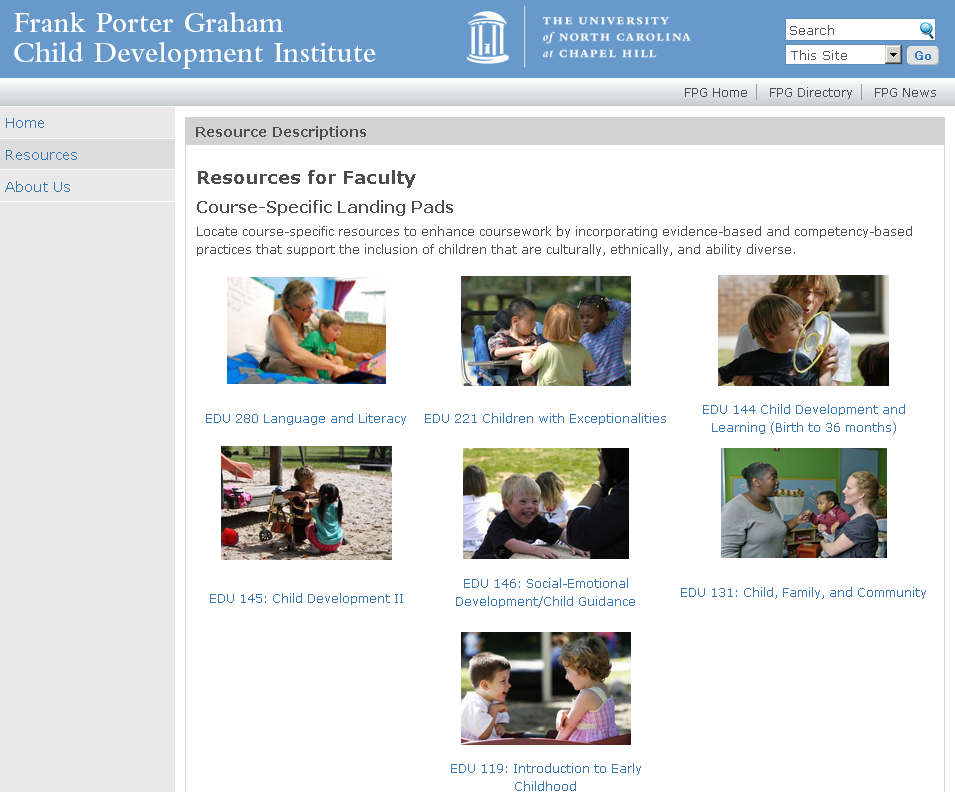 Frank Porter Graham
Child Development Institute
THE UNIVERSITY
of NORTH CAROLINA
at CHAPEL HILL
Search
This Site
Go
FPG Home
FPG Directory
FPG News
Home
Resources
About Us
Resource Descriptions
Resources for Faculty
Course-Specific Landing Pads
Locate course-specific resources to enhance coursework by incorporating evidence-based and competency-based
practices that support the inclusion of children that are culturally, ethnically, and ability diverse.
EDU 280 Language and Literacy
EDU 221 Children with Exceptionalities
EDU 144 Child Development and
Learning (Birth to 36 months)
EDU 145: Child Development II
EDU 146: Social-Emotional
Development/Child Guidance
EDU 131: Child, Family, and Community
EDU 119: Introduction to Early
Childhood